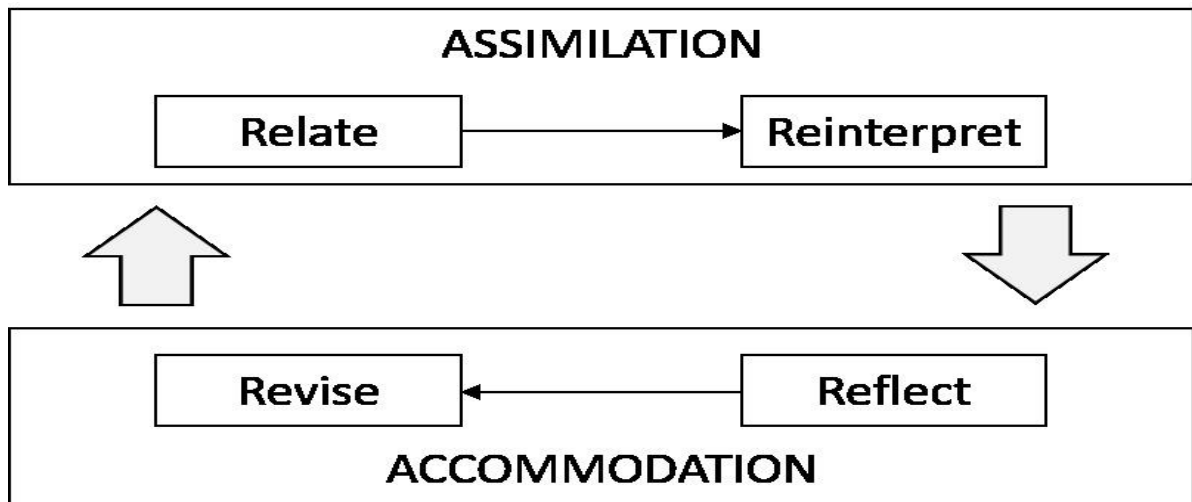 ASSIMILATION
Relate
Reinterpret
Revise
Reflect
ACCOMMODATION